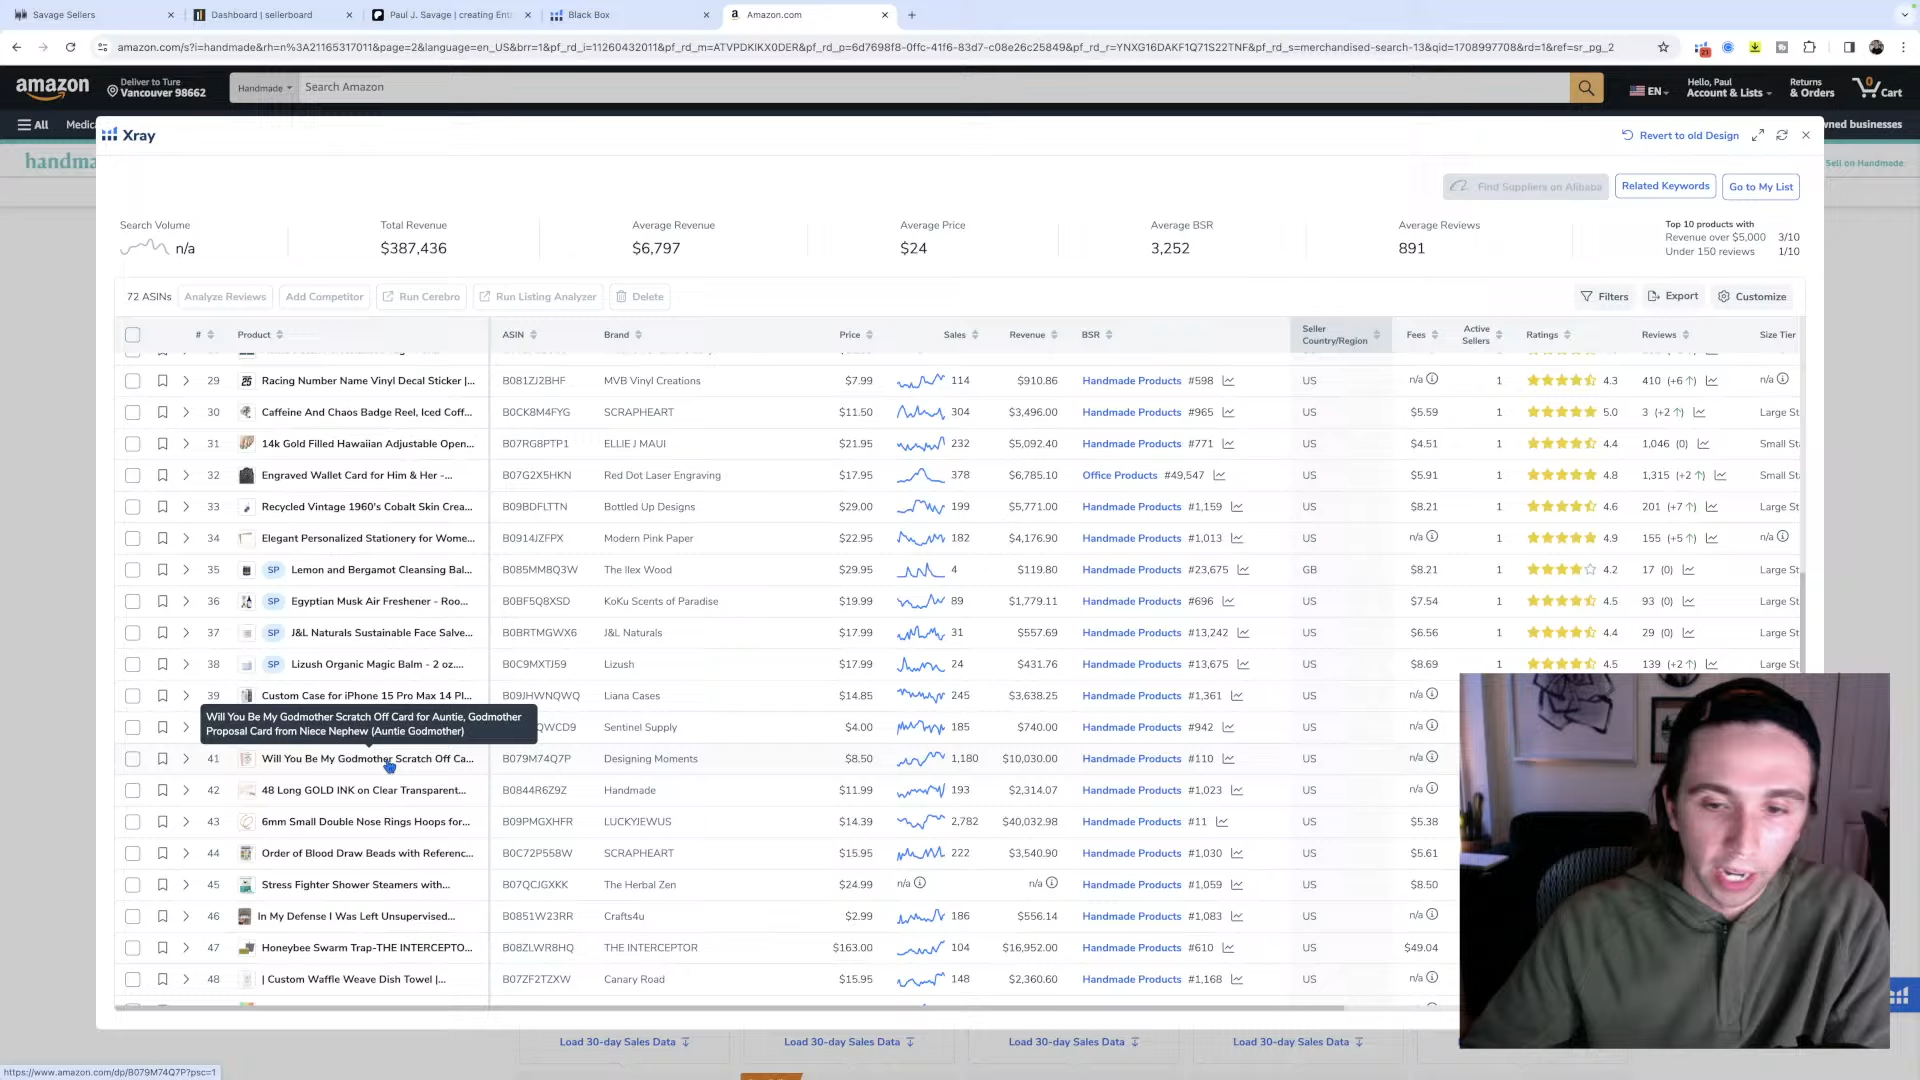 Savage Sellers
Dashboard | sellerboard
Paul J. Savage | creating Ent
Black Box
Amazon.com
amazon.com/s?i=handmade&rh=n%3A21165317011&page=2&language=en_US&brr=1&pf_rd_i=11260432011&pf_rd_m=ATVPDKIKX0DER&pf_rd_p=6d7698f8-0ffc-41f6-83d7-c08e26c25849&pf_rd_r=YNXG16DAKF1Q71S22TNF&pf_rd_s=merchandised-search-13&qid=1708997708&rd=1&ref=sr_pg_2
21
amazon
Deliver to Ture
Vancouver 98662
Handmade
Search Amazon
EN
Hello, Paul
Account & Lists
Returns
& Orders
0
Cart
All
Medica
wned businesses
handma
Sell on Handmade
Xray
Revert to old Design
Find Suppliers on Alibaba
Related Keywords
Go to My List
Search Volume
n/a
Total Revenue
$387,436
Average Revenue
$6,797
Average Price
$24
Average BSR
3,252
Average Reviews
891
Top 10 products with
Revenue over $5,000 3/10
Under 150 reviews 1/10
72 ASINs
Analyze Reviews
Add Competitor
Run Cerebro
Run Listing Analyzer
Delete
Filters
Export
Customize
# Product ASIN Brand Price Sales Revenue BSR Seller Country/Region Fees Active Sellers Ratings Reviews Size Tier
29 Racing Number Name Vinyl Decal Sticker |... B081ZJ2BHF MVB Vinyl Creations $7.99 114 $910.86 Handmade Products #598 US n/a 1 4.3 410 (+6 ↑) n/a
30 Caffeine And Chaos Badge Reel, Iced Coff... B0CK8M4FYG SCRAPHEART $11.50 304 $3,496.00 Handmade Products #965 US $5.59 1 5.0 3 (+2 ↑) Large St
31 14k Gold Filled Hawaiian Adjustable Open... B07RG8PTP1 ELLIE J MAUI $21.95 232 $5,092.40 Handmade Products #771 US $4.51 1 4.4 1,046 (0) Small St
32 Engraved Wallet Card for Him & Her -... B07G2X5HKN Red Dot Laser Engraving $17.95 378 $6,785.10 Office Products #49,547 US $5.91 1 4.8 1,315 (+2 ↑) Small St
33 Recycled Vintage 1960's Cobalt Skin Crea... B09BDFLTTN Bottled Up Designs $29.00 199 $5,771.00 Handmade Products #1,159 US $8.21 1 4.6 201 (+7 ↑) Large St
34 Elegant Personalized Stationery for Wome... B0914JZFPX Modern Pink Paper $22.95 182 $4,176.90 Handmade Products #1,013 US n/a 1 4.9 155 (+5 ↑) n/a
35 SP Lemon and Bergamot Cleansing Bal... B085MM8Q3W The Ilex Wood $29.95 4 $119.80 Handmade Products #23,675 GB $8.21 1 4.2 17 (0) Large St
36 SP Egyptian Musk Air Freshener - Roo... B0BF5Q8XSD KoKu Scents of Paradise $19.99 89 $1,779.11 Handmade Products #696 US $7.54 1 4.5 93 (0) Large St
37 SP J&L Naturals Sustainable Face Salve... B0BRTMGWX6 J&L Naturals $17.99 31 $557.69 Handmade Products #13,242 US $6.56 1 4.4 29 (0) Large St
38 SP Lizush Organic Magic Balm - 2 oz.... B0C9MXTJ59 Lizush $17.99 24 $431.76 Handmade Products #13,675 US $8.69 1 4.5 139 (+2 ↑) Large St
39 Custom Case for iPhone 15 Pro Max 14 Pl... B09JHWNQWQ Liana Cases $14.85 245 $3,638.25 Handmade Products #1,361 US n/a
Will You Be My Godmother Scratch Off Card for Auntie, Godmother
Proposal Card from Niece Nephew (Auntie Godmother)
QWCD9 Sentinel Supply $4.00 185 $740.00 Handmade Products #942 US n/a
41 Will You Be My Godmother Scratch Off Ca... B079M74Q7P Designing Moments $8.50 1,180 $10,030.00 Handmade Products #110 US n/a
42 48 Long GOLD INK on Clear Transparent... B0844R6Z9Z Handmade $11.99 193 $2,314.07 Handmade Products #1,023 US n/a
43 6mm Small Double Nose Rings Hoops for... B09PMGXHFR LUCKYJEWUS $14.39 2,782 $40,032.98 Handmade Products #11 US $5.38
44 Order of Blood Draw Beads with Referenc... B0C72P558W SCRAPHEART $15.95 222 $3,540.90 Handmade Products #1,030 US $5.61
45 Stress Fighter Shower Steamers with... B07QCJGXKK The Herbal Zen $24.99 n/a n/a Handmade Products #1,059 US $8.50
46 In My Defense I Was Left Unsupervised... B0851W23RR Crafts4u $2.99 186 $556.14 Handmade Products #1,083 US n/a
47 Honeybee Swarm Trap-THE INTERCEPTO... B08ZLWR8HQ THE INTERCEPTOR $163.00 104 $16,952.00 Handmade Products #610 US $49.04
48 | Custom Waffle Weave Dish Towel |... B07ZF2TZXW Canary Road $15.95 148 $2,360.60 Handmade Products #1,168 US n/a
Load 30-day Sales Data
Load 30-day Sales Data
Load 30-day Sales Data
Load 30-day Sales Data
https://www.amazon.com/dp/B079M74Q7P?psc=1